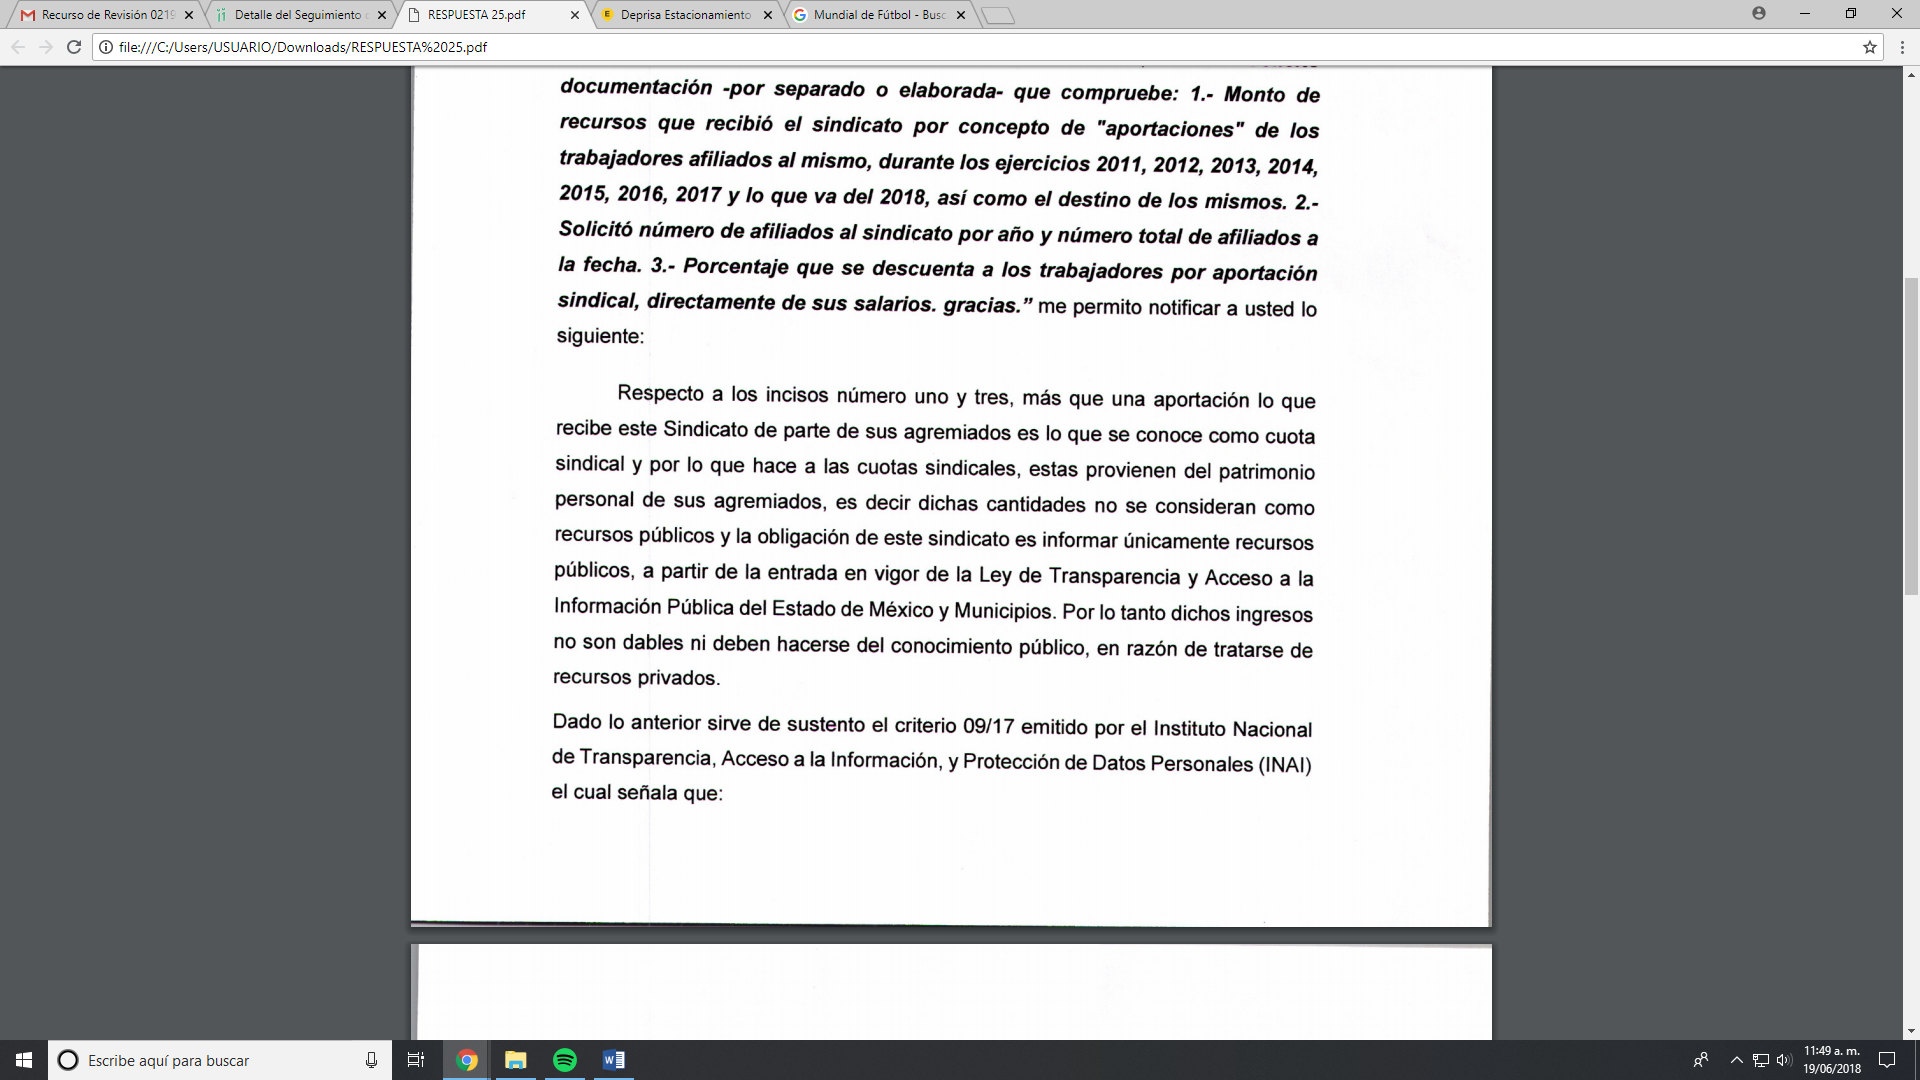 Recurso de Revisión 0219
Detalle del Seguimiento
RESPUESTA 25.pdf
Deprisa Estacionamiento
Mundial de Fútbol - Busc
file:///C:/Users/USUARIO/Downloads/RESPUESTA%2025.pdf
documentación -por separado o elaborada- que compruebe: 1.- Monto de
recursos que recibió el sindicato por concepto de "aportaciones" de los
trabajadores afiliados al mismo, durante los ejercicios 2011, 2012, 2013, 2014,
2015, 2016, 2017 y lo que va del 2018, así como el destino de los mismos. 2.-
Solicitó número de afiliados al sindicato por año y número total de afiliados a
la fecha. 3.- Porcentaje que se descuenta a los trabajadores por aportación
sindical, directamente de sus salarios. gracias.” me permito notificar a usted lo
siguiente:
Respecto a los incisos número uno y tres, más que una aportación lo que
recibe este Sindicato de parte de sus agremiados es lo que se conoce como cuota
sindical y por lo que hace a las cuotas sindicales, estas provienen del patrimonio
personal de sus agremiados, es decir dichas cantidades no se consideran como
recursos públicos y la obligación de este sindicato es informar únicamente recursos
públicos, a partir de la entrada en vigor de la Ley de Transparencia y Acceso a la
Información Pública del Estado de México y Municipios. Por lo tanto dichos ingresos
no son dables ni deben hacerse del conocimiento público, en razón de tratarse de
recursos privados.
Dado lo anterior sirve de sustento el criterio 09/17 emitido por el Instituto Nacional
de Transparencia, Acceso a la Información, y Protección de Datos Personales (INAI)
el cual señala que:
Escribe aquí para buscar
11:49 a. m.
19/06/2018